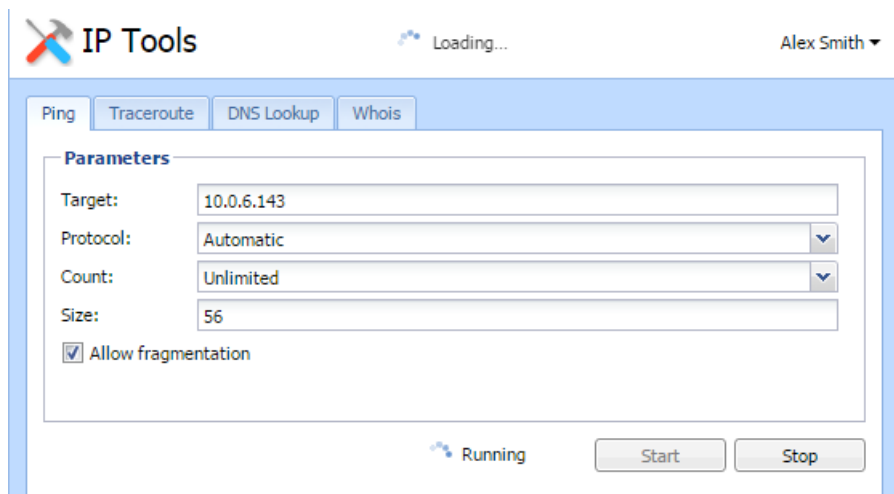 IP Tools
Loading...
Alex Smith
Ping Traceroute DNS Lookup Whois
Parameters
Target: 10.0.6.143
Protocol: Automatic
Count: Unlimited
Size: 56
Allow fragmentation
Running Start Stop